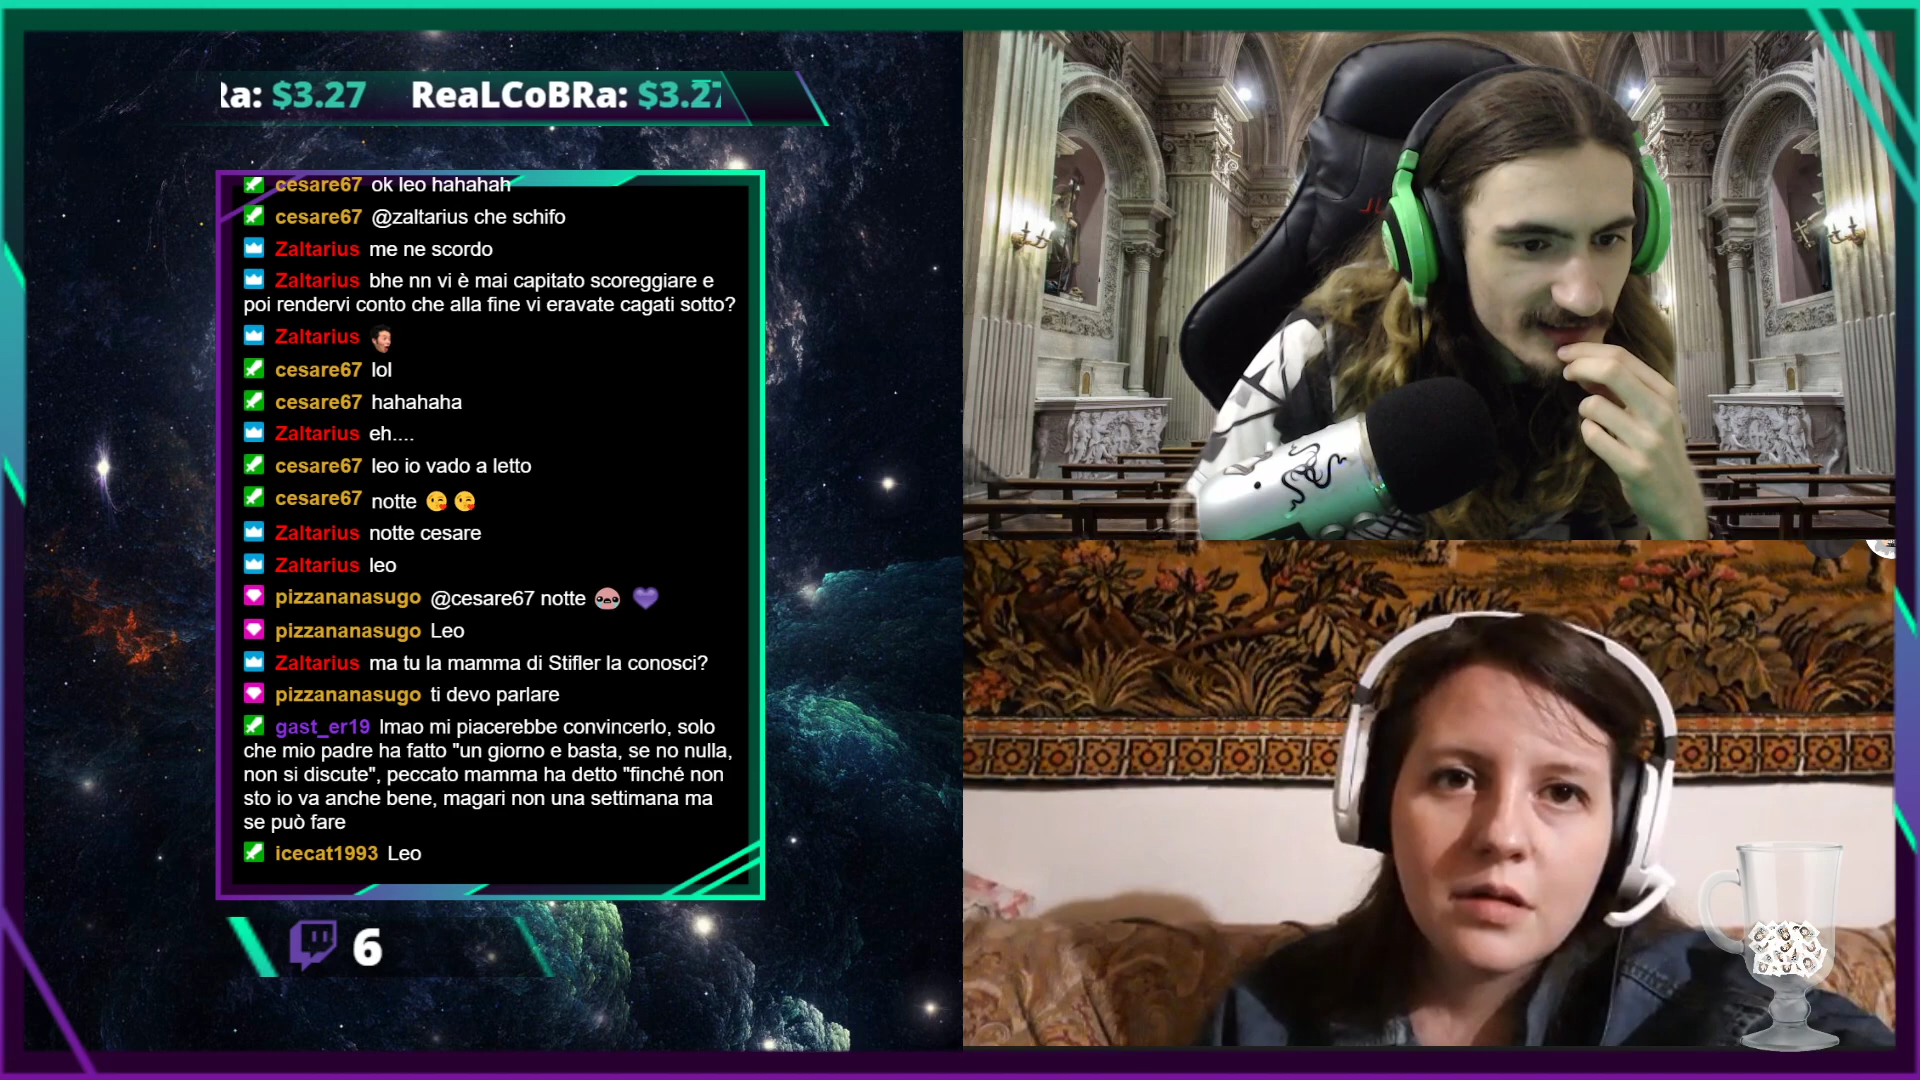 Ra: $3.27 ReaLCoBRa: $3.27
cesare67 ok leo hahahah
cesare67 @zaltarius che schifo
Zaltarius me ne scordo
Zaltarius bhe nn vi è mai capitato scoreggiare e
poi rendervi conto che alla fine vi eravate cagati sotto?
Zaltarius
cesare67 lol
cesare67 hahahaha
Zaltarius eh....
cesare67 leo io vado a letto
cesare67 notte 😘 😘
Zaltarius notte cesare
Zaltarius leo
pizzananasugo @cesare67 notte 💜
pizzananasugo Leo
Zaltarius ma tu la mamma di Stifler la conosci?
pizzananasugo ti devo parlare
gast_er19 lmao mi piacerebbe convincerlo, solo
che mio padre ha fatto "un giorno e basta, se no nulla,
non si discute", peccato mamma ha detto "finché non
sto io va anche bene, magari non una settimana ma
se può fare
icecat1993 Leo
6